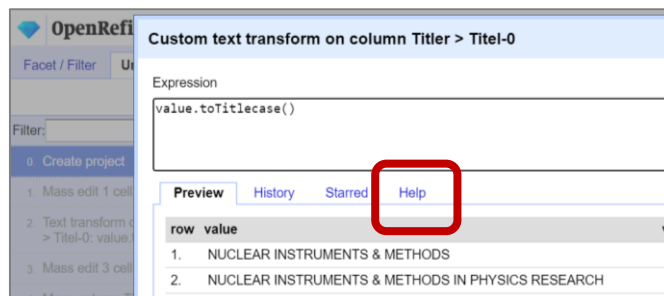 OpenRefi
Custom text transform on column Titler > Titel-0
Facet / Filter
Expression
value.toTitlecase()
Filter:
0. Create project
Preview History Starred Help
1. Mass edit 1 cell
row value
2. Text transform
> Titel-0: value.
1. NUCLEAR INSTRUMENTS & METHODS
3. Mass edit 3 cell
2. NUCLEAR INSTRUMENTS & METHODS IN PHYSICS RESEARCH